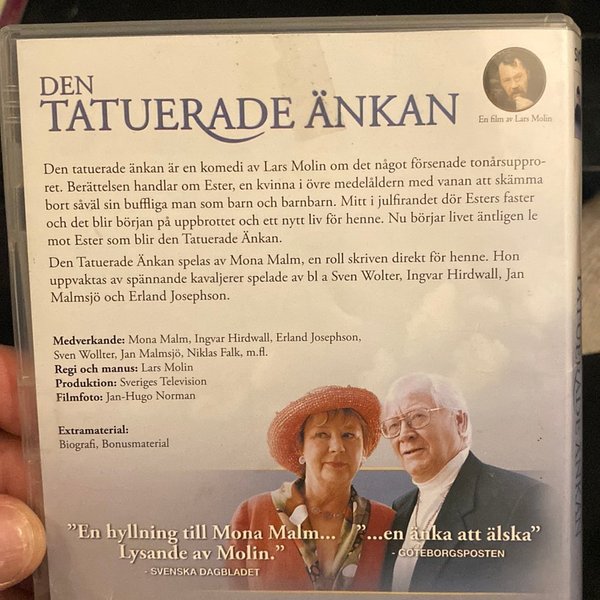 DEN
TATUERADE ÄNKAN
En film av Lars Molin
Den tatuerade änkan är en komedi av Lars Molin om det något försenade tonårsuppro-
ret. Berättelsen handlar om Ester, en kvinna i övre medelåldern med vanan att skämma
bort såväl sin buffliga man som barn och barnbarn. Mitt i julfirandet dör Esters faster
och det blir början på uppbrottet och ett nytt liv för henne. Nu börjar livet äntligen le
mot Ester som blir den Tatuerade Änkan.
Den Tatuerade Änkan spelas av Mona Malm, en roll skriven direkt för henne. Hon
uppvaktas av spännande kavaljerer spelade av bl a Sven Wolter, Ingvar Hirdwall, Jan
Malmsjö och Erland Josephson.
Medverkande: Mona Malm, Ingvar Hirdwall, Erland Josephson,
Sven Wollter, Jan Malmsjö, Niklas Falk, m.fl.
Regi och manus: Lars Molin
Produktion: Sveriges Television
Filmfoto: Jan-Hugo Norman
Extramaterial:
Biografi, Bonusmaterial
"En hyllning till Mona Malm...
Lysande av Molin."
- SVENSKA DAGBLADET
"...en änka att älska"
- GÖTEBORGSPOSTEN
TATUERADE ÄNKAN